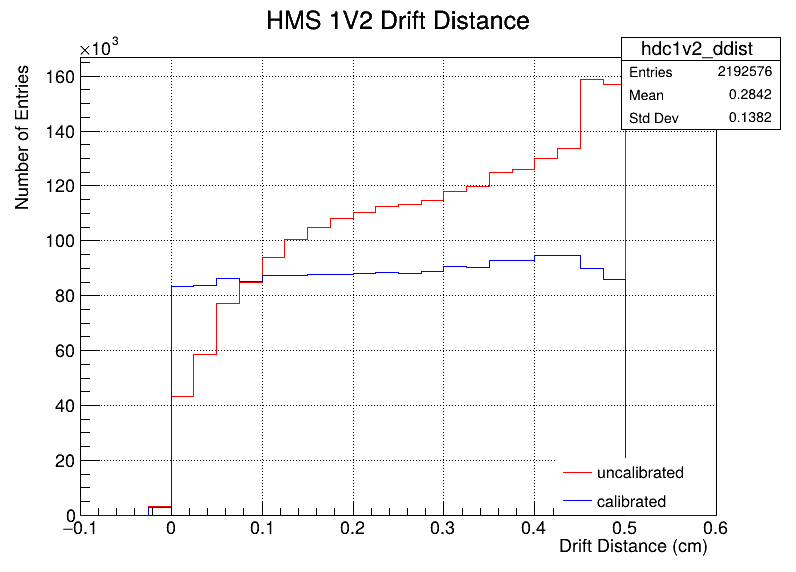 HMS 1V2 Drift Distance
×10³
hdc1v2_ddist
Entries 2192576
Mean 0.2842
Std Dev 0.1382
Number of Entries
160
140
120
100
80
60
40
20
0
uncalibrated
calibrated
−0.1 0 0.1 0.2 0.3 0.4 0.5 0.6
Drift Distance (cm)